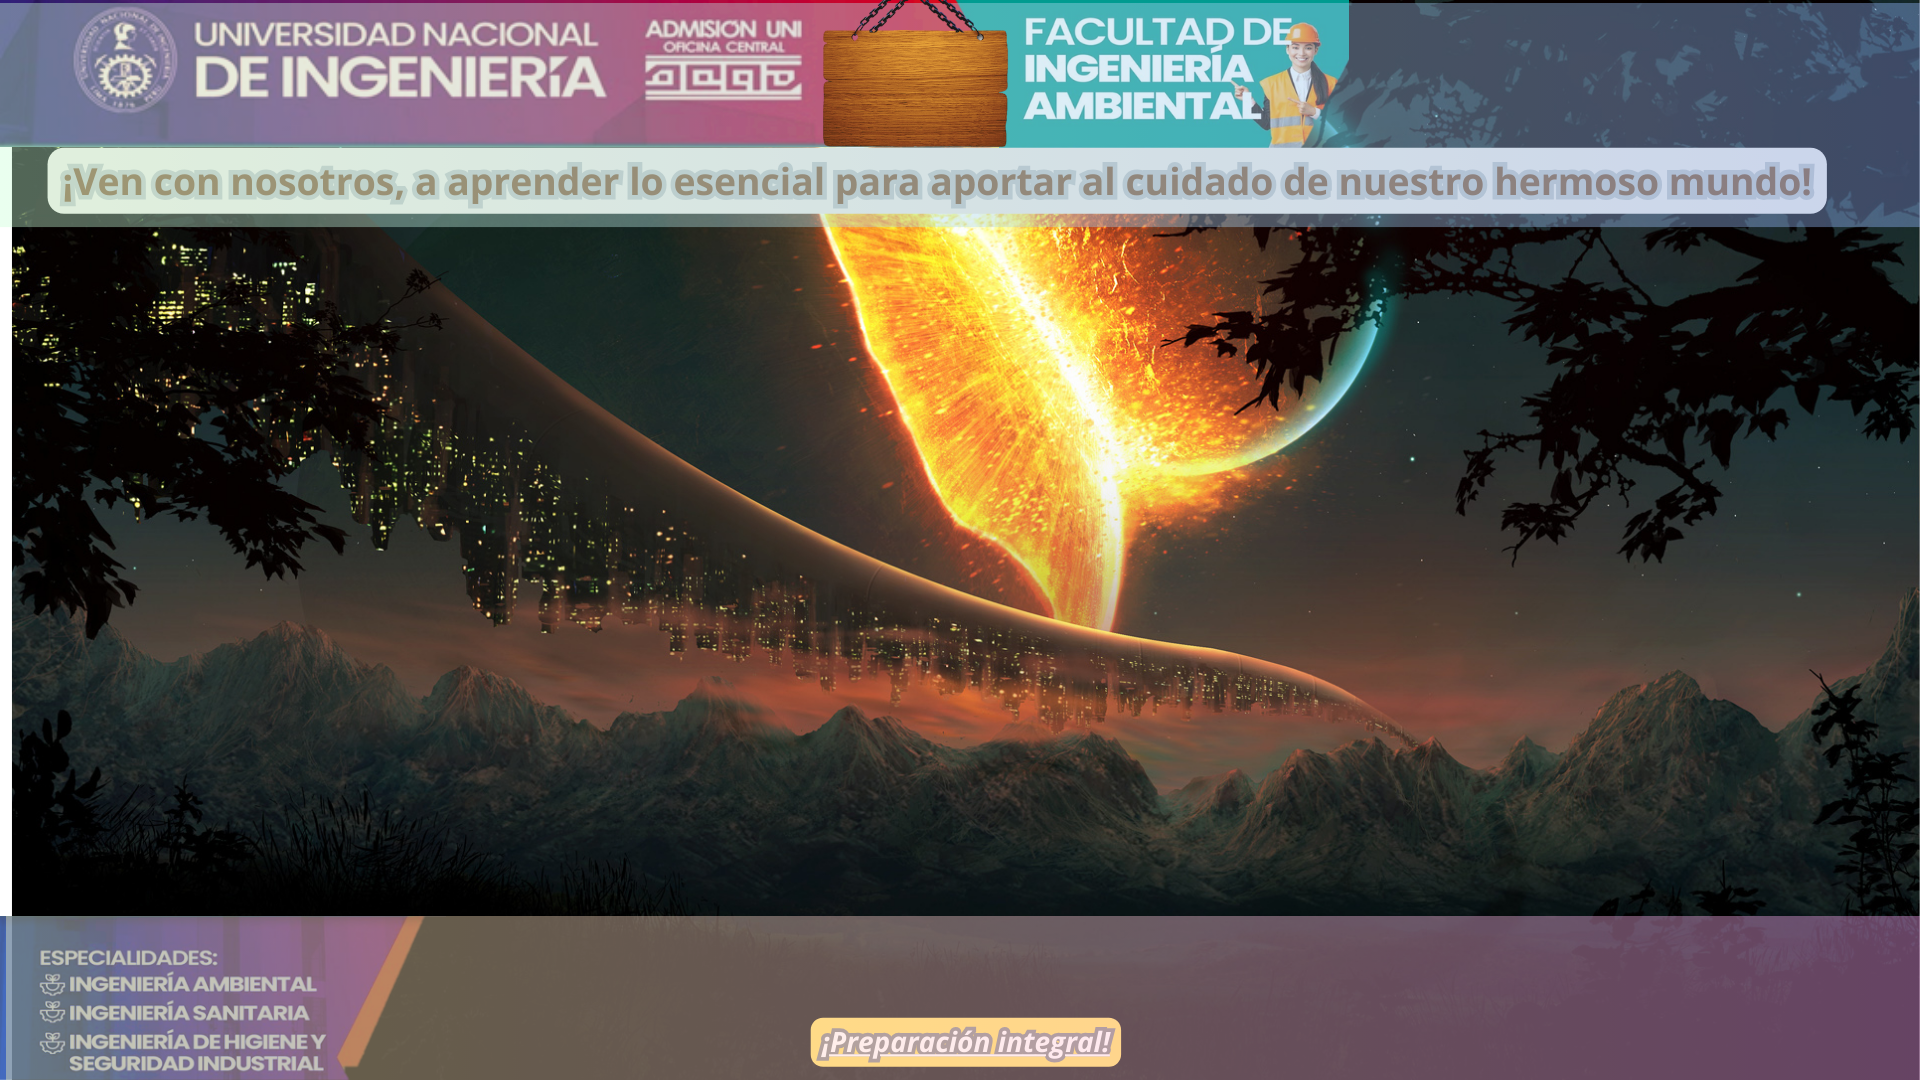 UNIVERSIDAD NACIONAL
DE INGENIERÍA
ADMISIÓN UNI
OFICINA CENTRAL
FACULTAD DE
INGENIERÍA
AMBIENTAL
¡Ven con nosotros, a aprender lo esencial para aportar al cuidado de nuestro hermoso mundo!
ESPECIALIDADES:
INGENIERÍA AMBIENTAL
INGENIERÍA SANITARIA
INGENIERÍA DE HIGIENE Y
SEGURIDAD INDUSTRIAL
¡Preparación integral!